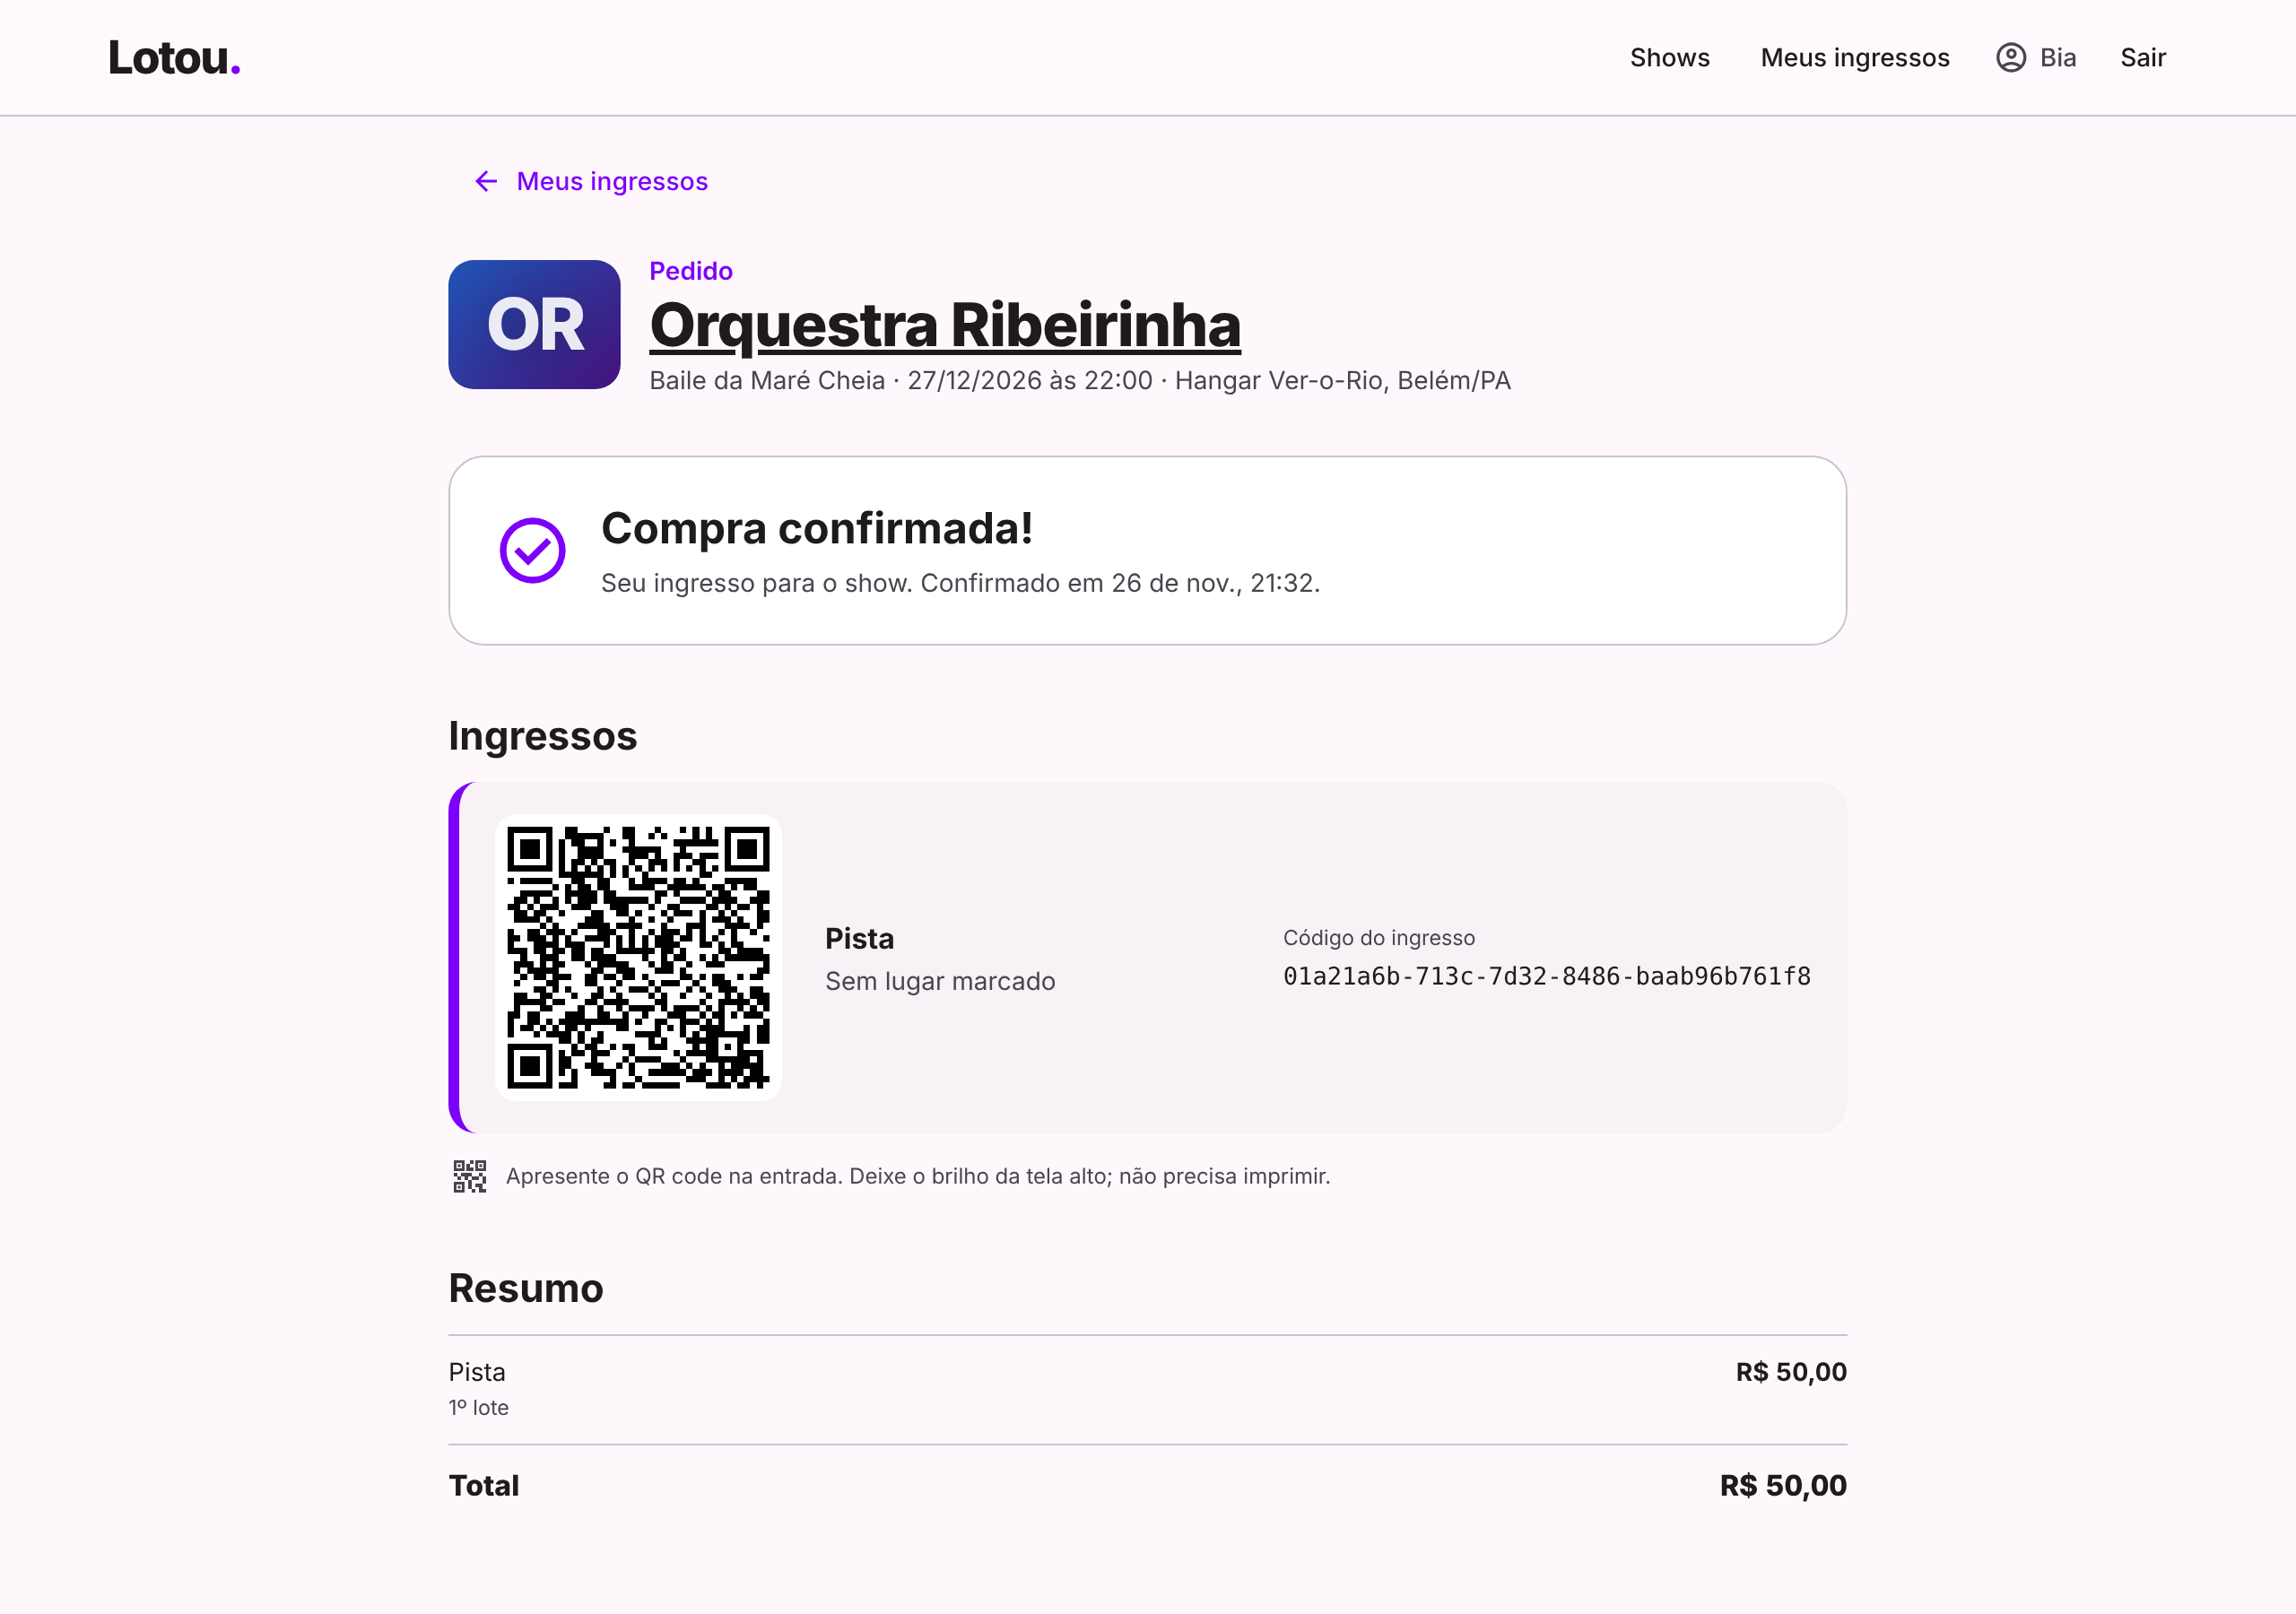 Lotou.
Shows
Meus ingressos
Bia
Sair
Meus ingressos
OR
Pedido
Orquestra Ribeirinha
Baile da Maré Cheia · 27/12/2026 às 22:00 · Hangar Ver-o-Rio, Belém/PA
Compra confirmada!
Seu ingresso para o show. Confirmado em 26 de nov., 21:32.
Ingressos
Pista
Sem lugar marcado
Código do ingresso
01a21a6b-713c-7d32-8486-baab96b761f8
Apresente o QR code na entrada. Deixe o brilho da tela alto; não precisa imprimir.
Resumo
Pista R$ 50,00
1º lote
Total R$ 50,00